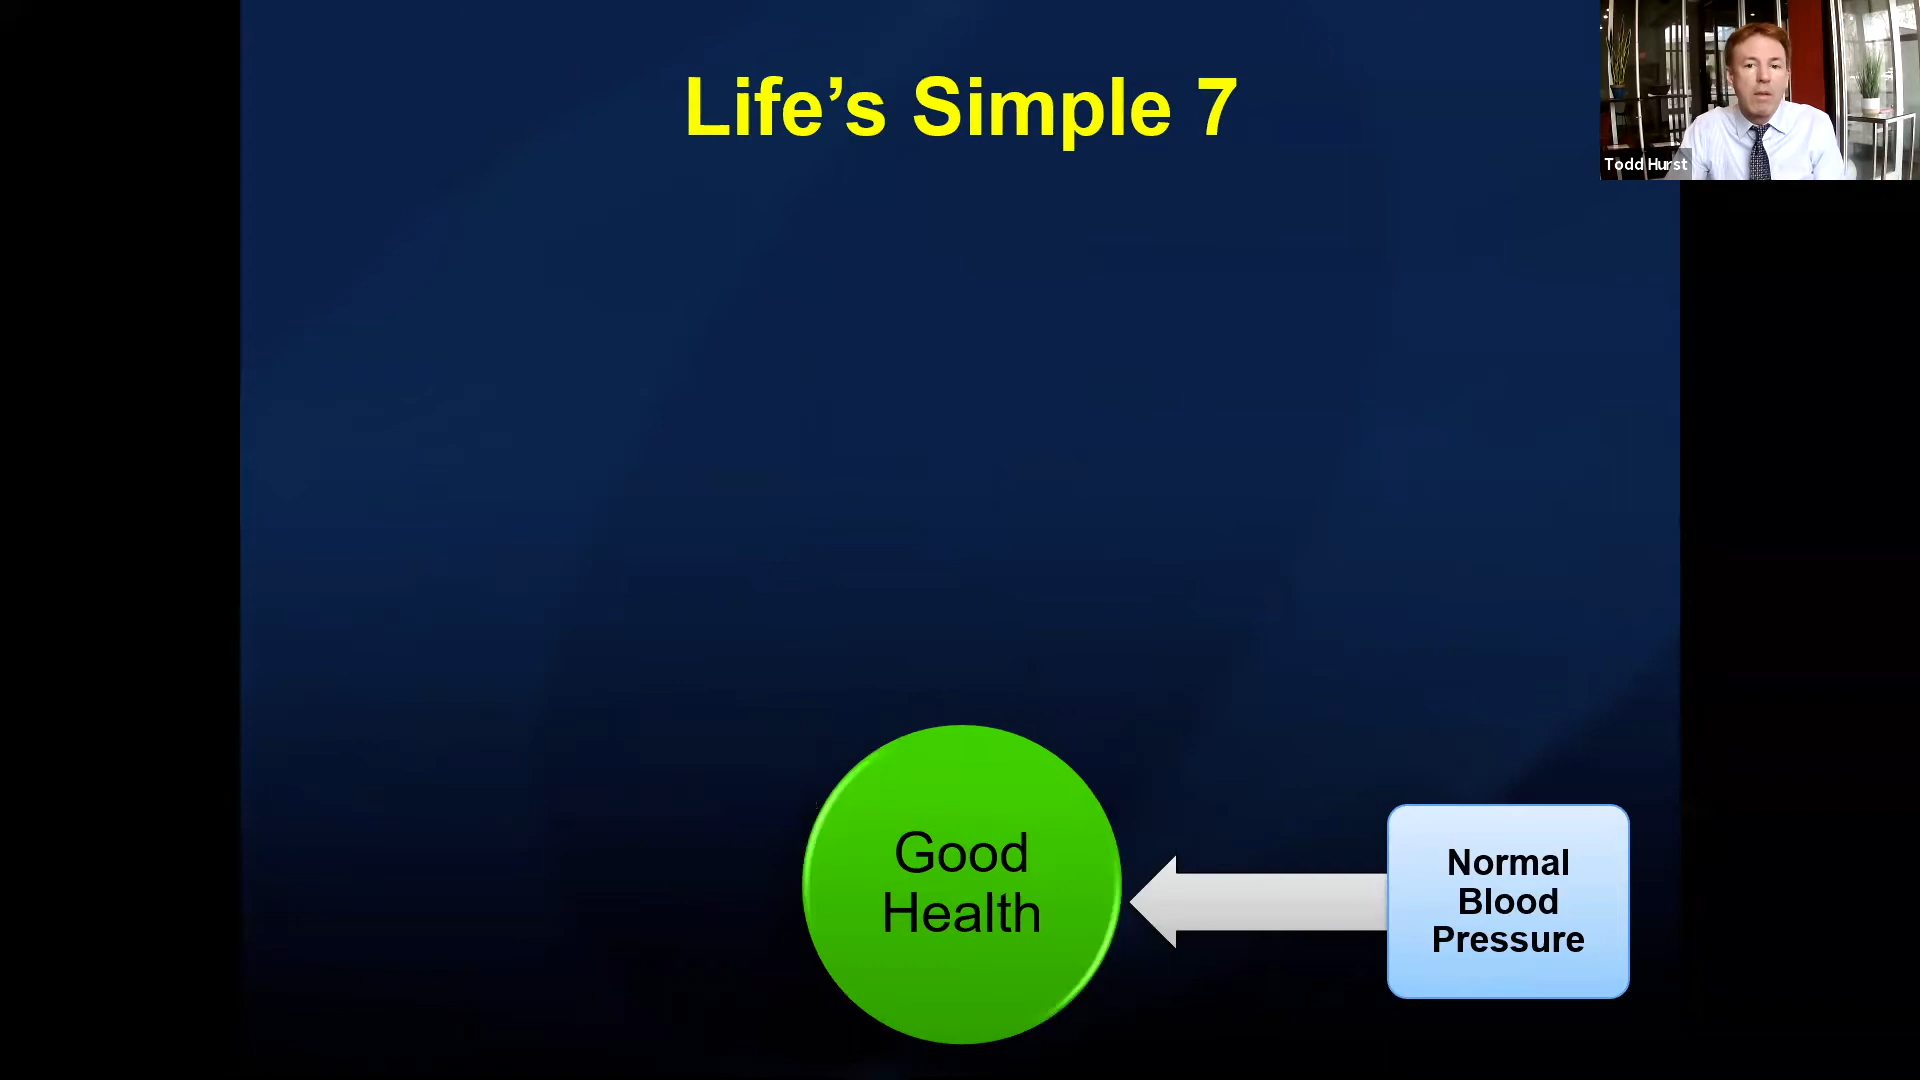 Life’s Simple 7
Todd Hurst
Good
Health
Normal
Blood
Pressure